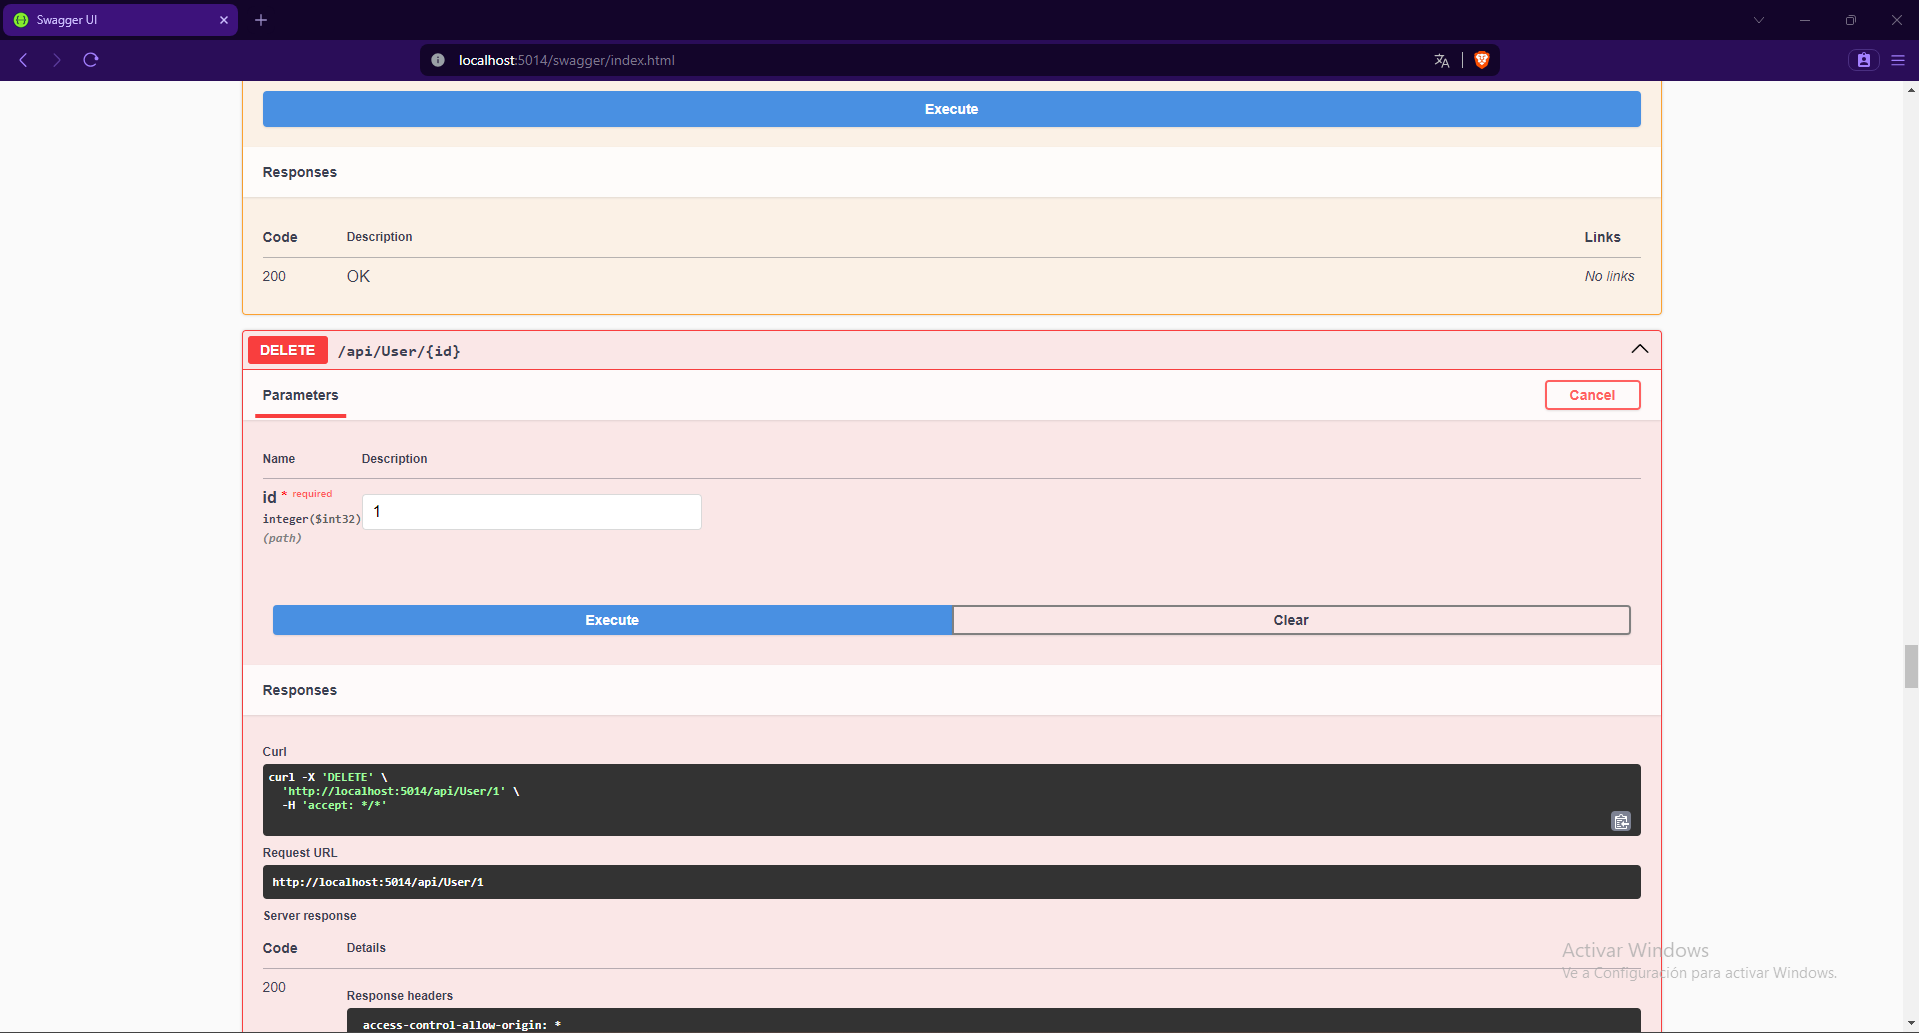 Swagger UI
localhost:5014/swagger/index.html
Execute
Responses
Code Description Links
200 OK No links
DELETE /api/User/{id}
Parameters Cancel
Name Description
id * required
integer($int32)
(path)
1
Execute Clear
Responses
Curl
curl -X 'DELETE' \
'http://localhost:5014/api/User/1' \
-H 'accept: */*'
Request URL
http://localhost:5014/api/User/1
Server response
Code Details
200
Response headers
access-control-allow-origin: *
Activar Windows
Ve a Configuración para activar Windows.